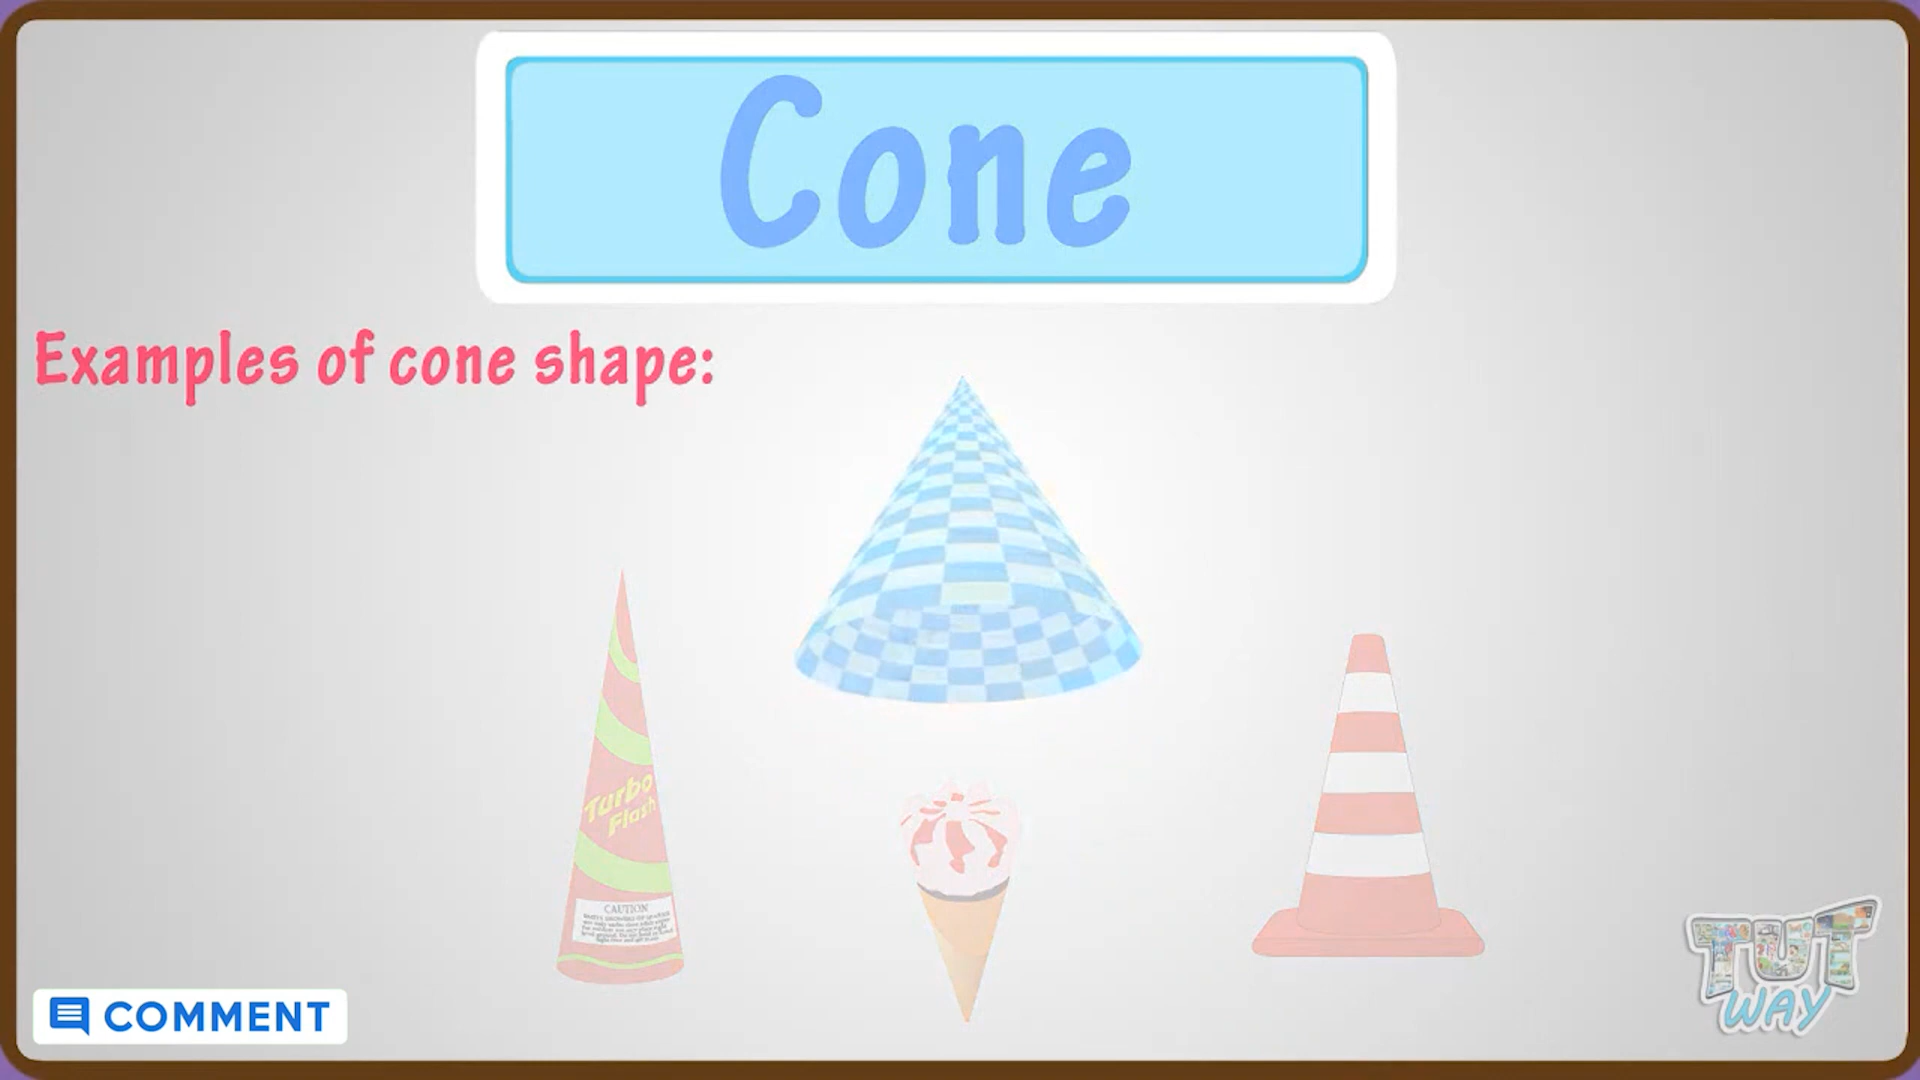 Cone
Examples of cone shape:
Turbo
Flash
CAUTION
COMMENT
TUT
WAY